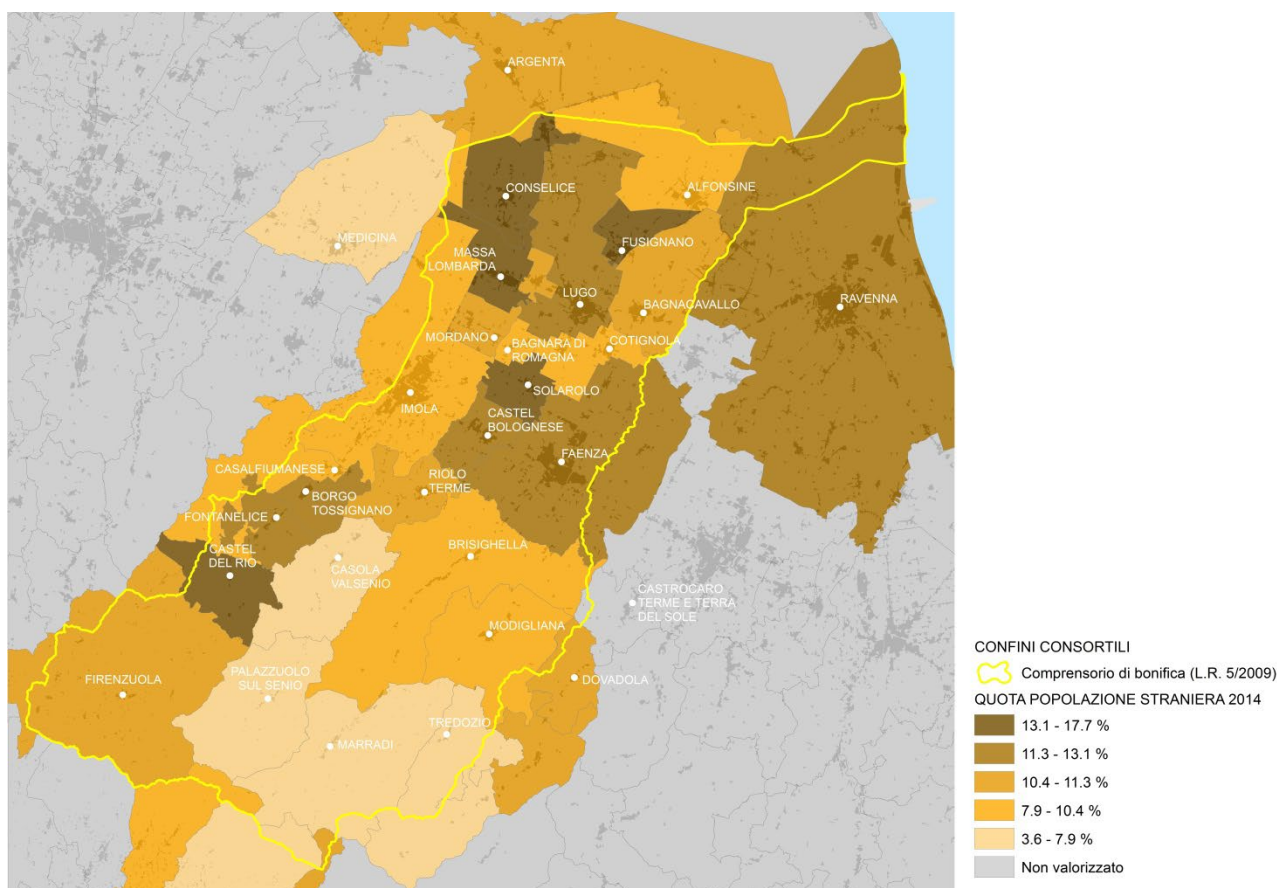 ARGENTA
CONSELICE
ALFONSINE
MEDICINA
FUSIGNANO
MASSA
LOMBARDA
LUGO
BAGNACAVALLO
RAVENNA
MORDANO
BAGNARA DI
ROMAGNA
COTIGNOLA
SOLAROLO
IMOLA
CASTEL
BOLOGNESE
FAENZA
CASALFIUMANESE
RIOLO
TERME
BORGO
TOSSIGNANO
FONTANELICE
CASTEL
DEL RIO
CASOLA
VALSENIO
BRISIGHELLA
CASTROCARO
TERME E TERRA
DEL SOLE
MODIGLIANA
FIRENZUOLA
PALAZZUOLO
SUL SENIO
DOVADOLA
TREDOZIO
MARRADI
CONFINI CONSORTILI
Comprensorio di bonifica (L.R. 5/2009)
QUOTA POPOLAZIONE STRANIERA 2014
13.1 - 17.7 %
11.3 - 13.1 %
10.4 - 11.3 %
7.9 - 10.4 %
3.6 - 7.9 %
Non valorizzato